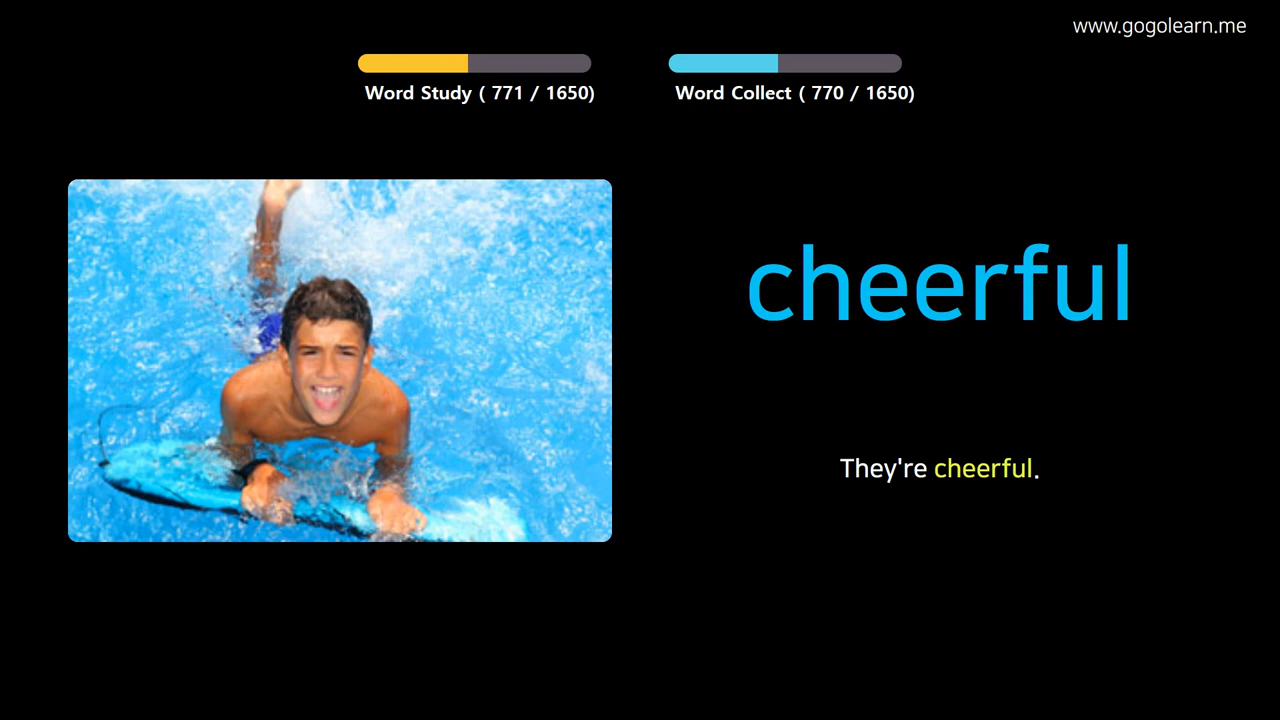 www.gogolearn.me
Word Study ( 771 / 1650)
Word Collect ( 770 / 1650)
cheerful
They're cheerful.